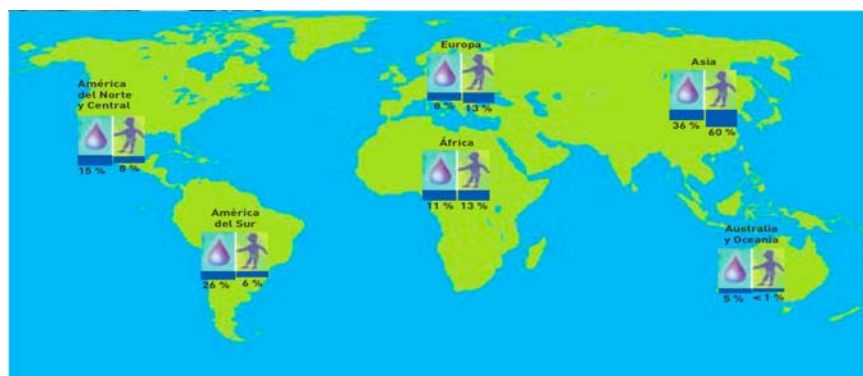 Europa
8 % 13 %
Asia
36 % 60 %
América
del Norte
y Central
15 % 8 %
África
11 % 13 %
América
del Sur
26 % 6 %
Australia
y Oceanía
5 % < 1 %